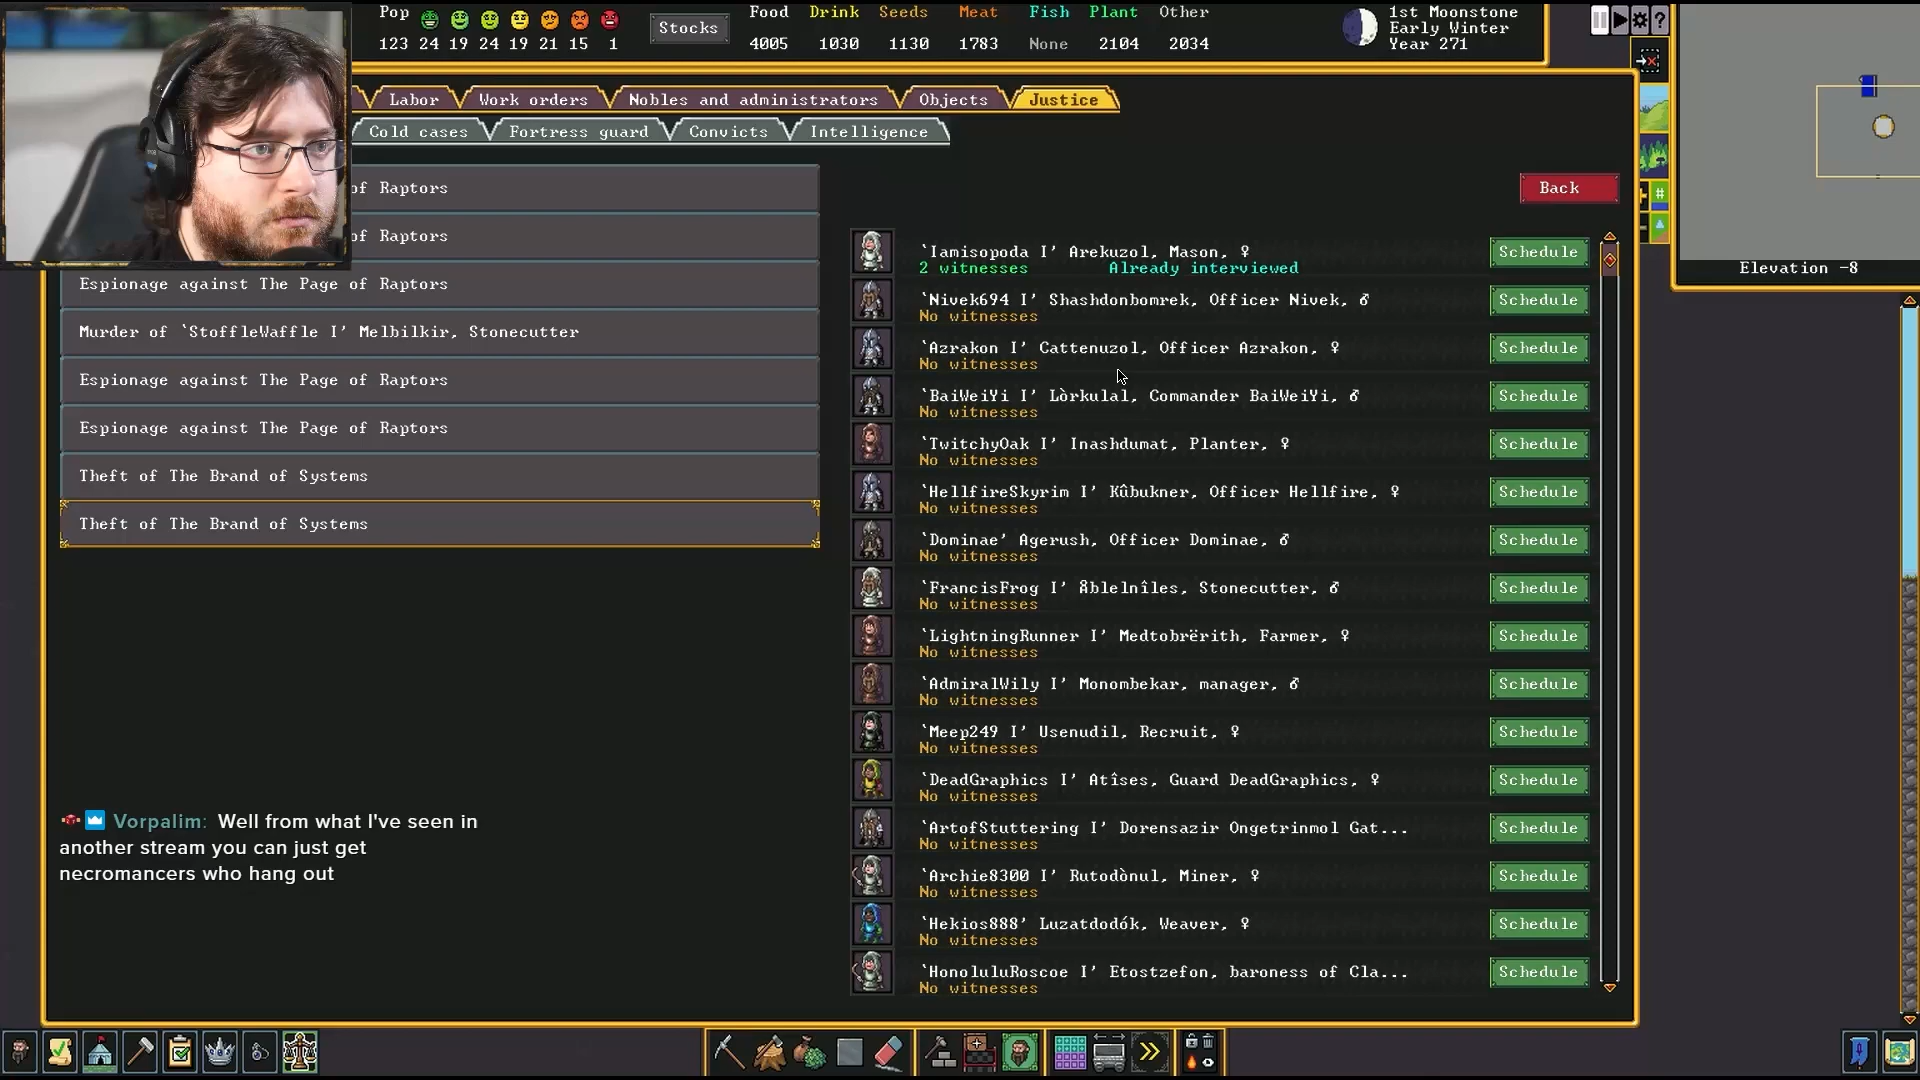 Pop
123 24 19 24 19 21 15 1
Stocks
Food Drink Seeds Meat Fish Plant Other
4005 1030 1130 1783 None 2104 2034
1st Moonstone
Early Winter
Year 271
Labor
Work orders
Nobles and administrators
Objects
Justice
Cold cases
Fortress guard
Convicts
Intelligence
of Raptors
of Raptors
Espionage against The Page of Raptors
Murder of `StoffleWaffle I' Melbilkir, Stonecutter
Espionage against The Page of Raptors
Espionage against The Page of Raptors
Theft of The Brand of Systems
Theft of The Brand of Systems
Back
`Iamisopoda I' Arekuzol, Mason, ♀
2 witnesses Already interviewed
Schedule
`Nivek694 I' Shashdonbomrek, Officer Nivek, ♂
No witnesses
Schedule
`Azrakon I' Cattenuzol, Officer Azrakon, ♀
No witnesses
Schedule
`BaiWeiYi I' Lòrkulal, Commander BaiWeiYi, ♂
No witnesses
Schedule
`TwitchyOak I' Inashdumat, Planter, ♀
No witnesses
Schedule
`HellfireSkyrim I' Kûbukner, Officer Hellfire, ♀
No witnesses
Schedule
`Dominae' Agerush, Officer Dominae, ♂
No witnesses
Schedule
`FrancisFrog I' Åblelnîles, Stonecutter, ♂
No witnesses
Schedule
`LightningRunner I' Medtobrërith, Farmer, ♀
No witnesses
Schedule
`AdmiralWily I' Monombekar, manager, ♂
No witnesses
Schedule
`Meep249 I' Usenudil, Recruit, ♀
No witnesses
Schedule
`DeadGraphics I' Atîses, Guard DeadGraphics, ♀
No witnesses
Schedule
`ArtofStuttering I' Dorensazir Ongetrinmol Gat...
No witnesses
Schedule
`Archie8300 I' Rutodònul, Miner, ♀
No witnesses
Schedule
`Hekios888' Luzatdodók, Weaver, ♀
No witnesses
Schedule
`HonoluluRoscoe I' Etostzefon, baroness of Cla...
No witnesses
Schedule
Elevation -8
Vorpalim: Well from what I've seen in
another stream you can just get
necromancers who hang out